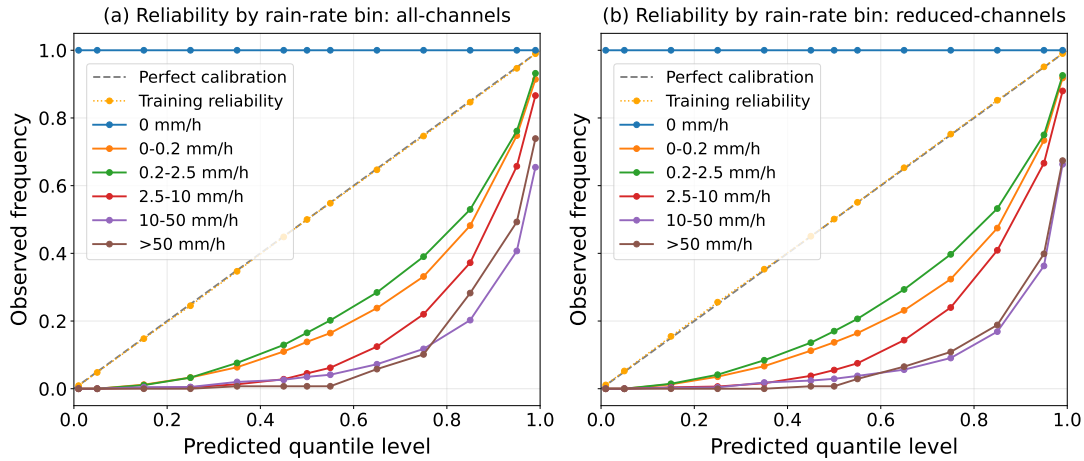 (a) Reliability by rain-rate bin: all-channels
1.0
0.8
0.6
0.4
0.2
0.0
Observed frequency
Perfect calibration
Training reliability
0 mm/h
0-0.2 mm/h
0.2-2.5 mm/h
2.5-10 mm/h
10-50 mm/h
>50 mm/h
0.0 0.2 0.4 0.6 0.8 1.0
Predicted quantile level
(b) Reliability by rain-rate bin: reduced-channels
Observed frequency
Perfect calibration
Training reliability
0 mm/h
0-0.2 mm/h
0.2-2.5 mm/h
2.5-10 mm/h
10-50 mm/h
>50 mm/h
0.0 0.2 0.4 0.6 0.8 1.0
Predicted quantile level